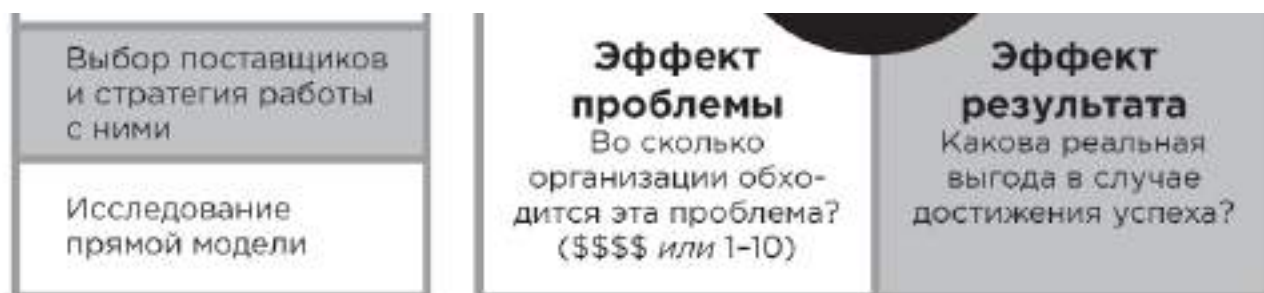 Выбор поставщиков
и стратегия работы
с ними
Исследование
прямой модели
Эффект
проблемы
Во сколько
организации обхо-
дится эта проблема?
($$$$ или 1–10)
Эффект
результата
Какова реальная
выгода в случае
достижения успеха?